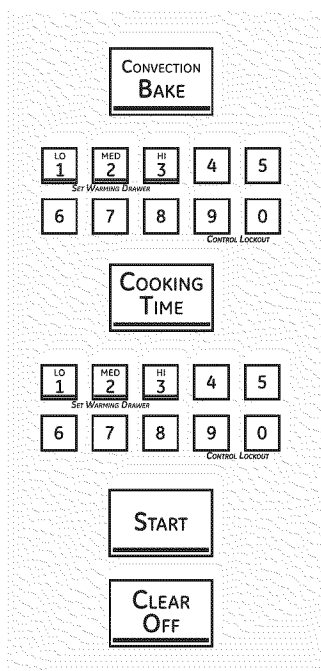 CONVECTION
BAKE
LO MED HI
1 2 3 4 5
SET WARMING DRAWER
6 7 8 9 0
CONTROL LOCKOUT
COOKING
TIME
LO MED HI
1 2 3 4 5
SET WARMING DRAWER
6 7 8 9 0
CONTROL LOCKOUT
START
CLEAR
OFF